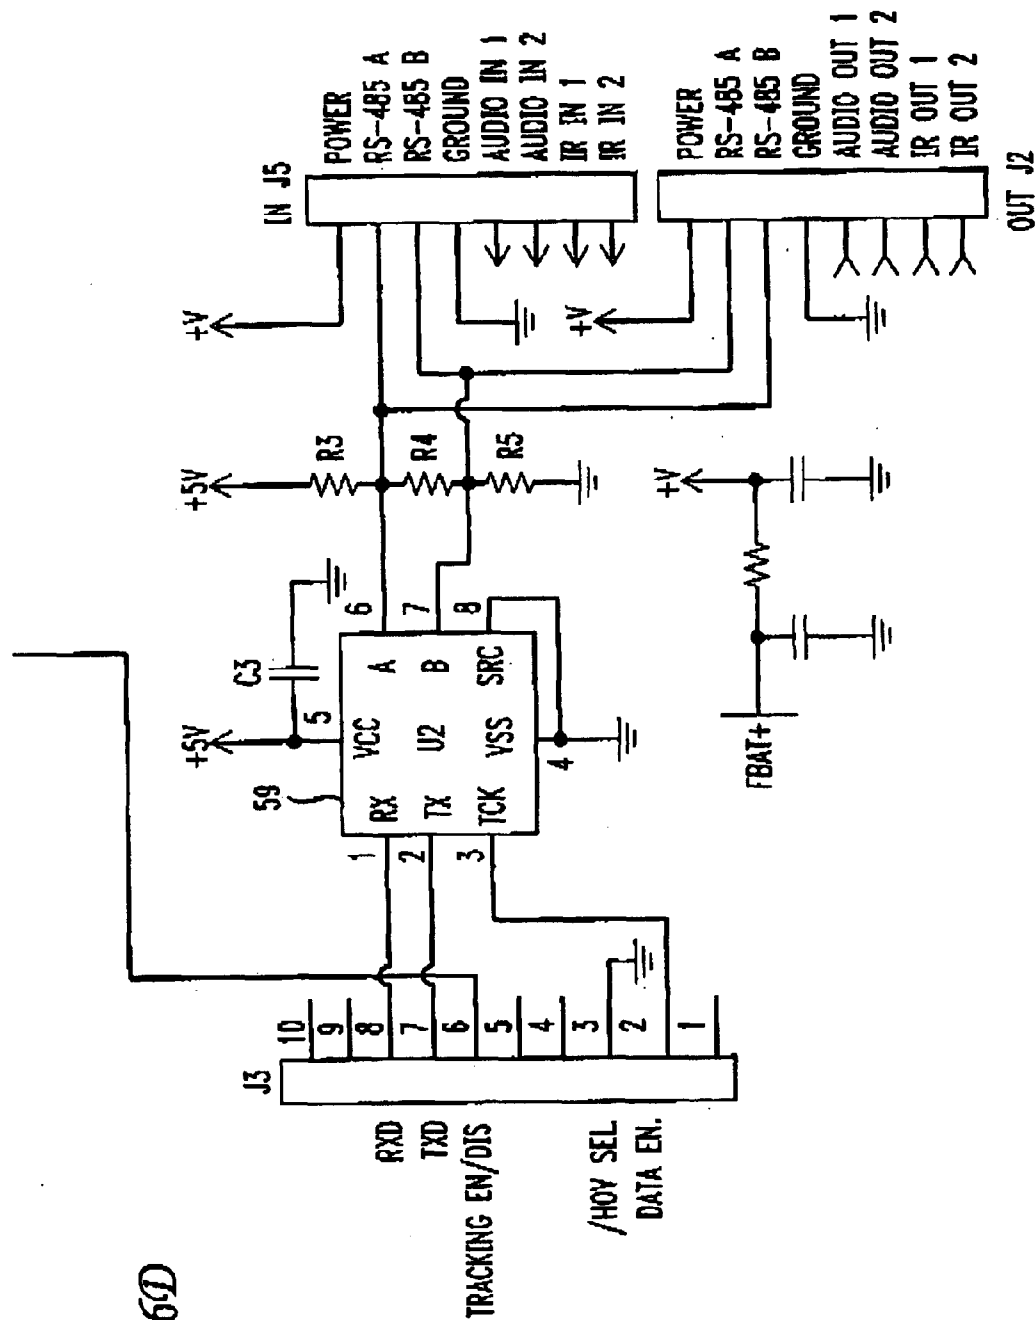 6D
J3
10
9
8
7
6
5
4
3
2
1
RXD
TXD
TRACKING EN/DIS
/HOV SEL
DATA EN.
59
+5V
C3
5
VCC
RX
TX
TCK
U2
VSS
A
B
SRC
1
2
3
4
6
7
8
+5V
R3
R4
R5
+V
IN J5
POWER
RS-485 A
RS-485 B
GROUND
AUDIO IN 1
AUDIO IN 2
IR IN 1
IR IN 2
+V
POWER
RS-485 A
RS-485 B
GROUND
AUDIO OUT 1
AUDIO OUT 2
IR OUT 1
IR OUT 2
OUT J2
+V
FBAT+